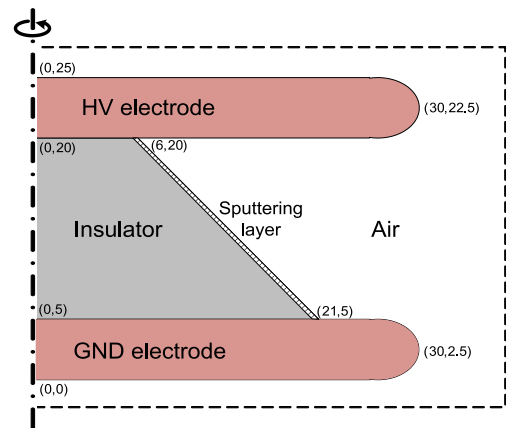 (0,25)
HV electrode
(30,22.5)
(0,20)
(6,20)
Sputtering
layer
Insulator
Air
(0,5)
(21,5)
GND electrode
(30,2.5)
(0,0)